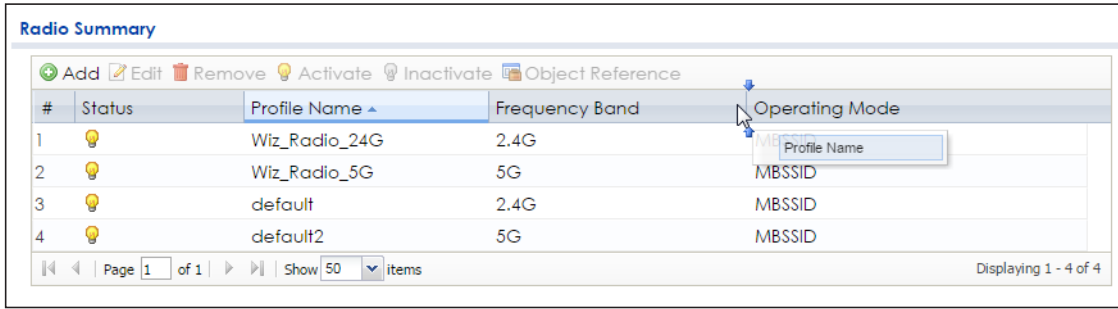 Radio Summary
Add Edit Remove Activate Inactivate Object Reference
# Status Profile Name Frequency Band Operating Mode
1 Wiz_Radio_24G 2.4G MBSSID
Profile Name
2 Wiz_Radio_5G 5G MBSSID
3 default 2.4G MBSSID
4 default2 5G MBSSID
Page 1 of 1 Show 50 items Displaying 1 - 4 of 4